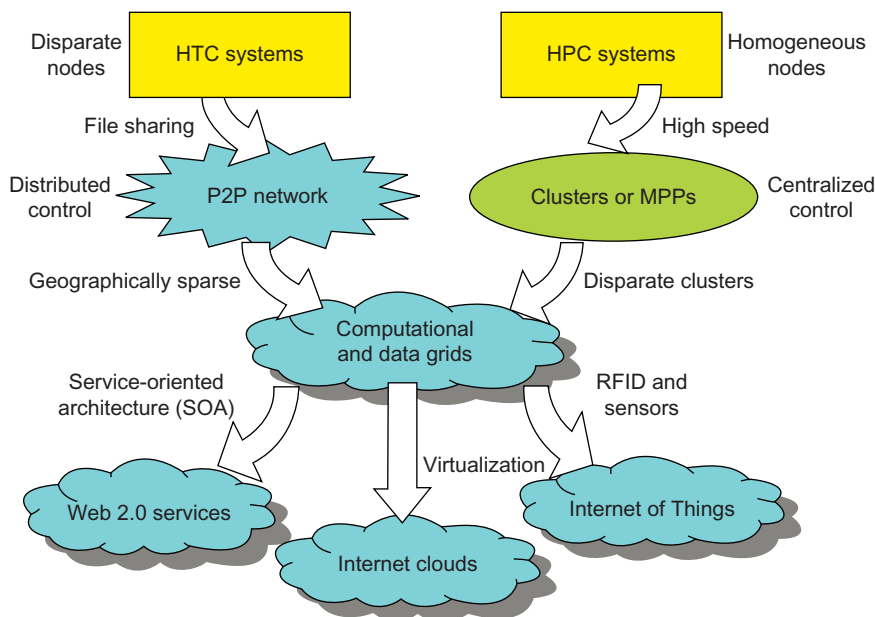 Disparate
nodes
HTC systems
HPC systems
Homogeneous
nodes
File sharing
High speed
Distributed
control
P2P network
Clusters or MPPs
Centralized
control
Geographically sparse
Disparate clusters
Computational
and data grids
Service-oriented
architecture (SOA)
RFID and
sensors
Virtualization
Web 2.0 services
Internet of Things
Internet clouds